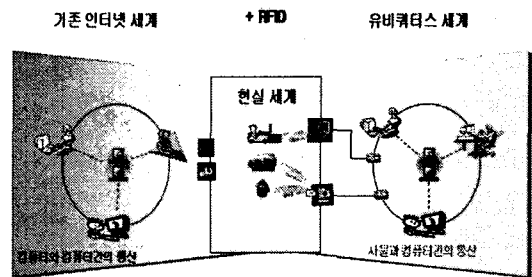 기존 인터넷 세계
+ RFID
유비쿼터스 세계
현실 세계
컴퓨터와 컴퓨터간의 통신
사물과 컴퓨터간의 통신